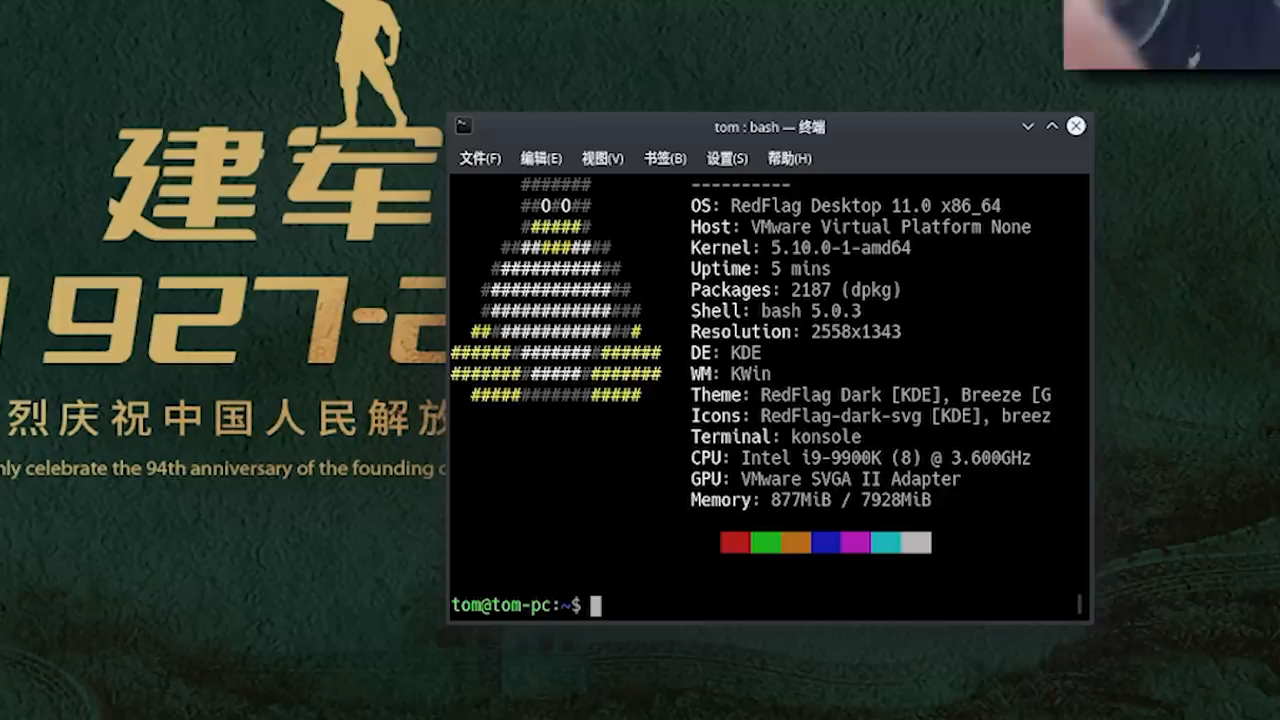 建军
1927-2
烈庆祝中国人民解放
nly celebrate the 94th anniversary of the founding o
tom : bash — 终端
文件(F) 编辑(E) 视图(V) 书签(B) 设置(S) 帮助(H)
#######
##O#O##
#######
###########
#############
###############
################
#################
#####################
#####################
#################
----------
OS: RedFlag Desktop 11.0 x86_64
Host: VMware Virtual Platform None
Kernel: 5.10.0-1-amd64
Uptime: 5 mins
Packages: 2187 (dpkg)
Shell: bash 5.0.3
Resolution: 2558x1343
DE: KDE
WM: KWin
Theme: RedFlag Dark [KDE], Breeze [G
Icons: RedFlag-dark-svg [KDE], breez
Terminal: konsole
CPU: Intel i9-9900K (8) @ 3.600GHz
GPU: VMware SVGA II Adapter
Memory: 877MiB / 7928MiB
tom@tom-pc:~$